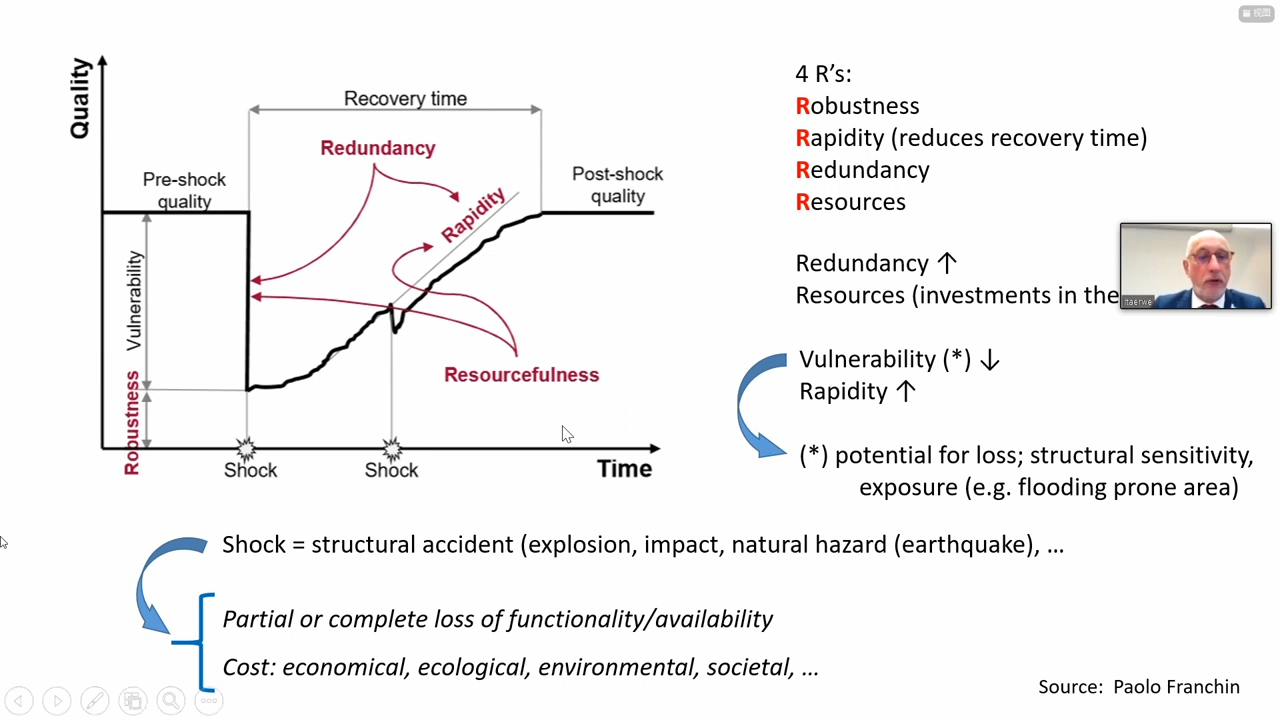 视图
Quality
Recovery time
Redundancy
Pre-shock
quality
Post-shock
quality
Rapidity
Vulnerability
Resourcefulness
Robustness
Shock
Shock
Time
4 R’s:
Robustness
Rapidity (reduces recovery time)
Redundancy
Resources
Redundancy ↑
Resources (investments in the
Vulnerability (*) ↓
Rapidity ↑
(*) potential for loss; structural sensitivity,
exposure (e.g. flooding prone area)
Shock = structural accident (explosion, impact, natural hazard (earthquake), …
Partial or complete loss of functionality/availability
Cost: economical, ecological, environmental, societal, …
Source: Paolo Franchin